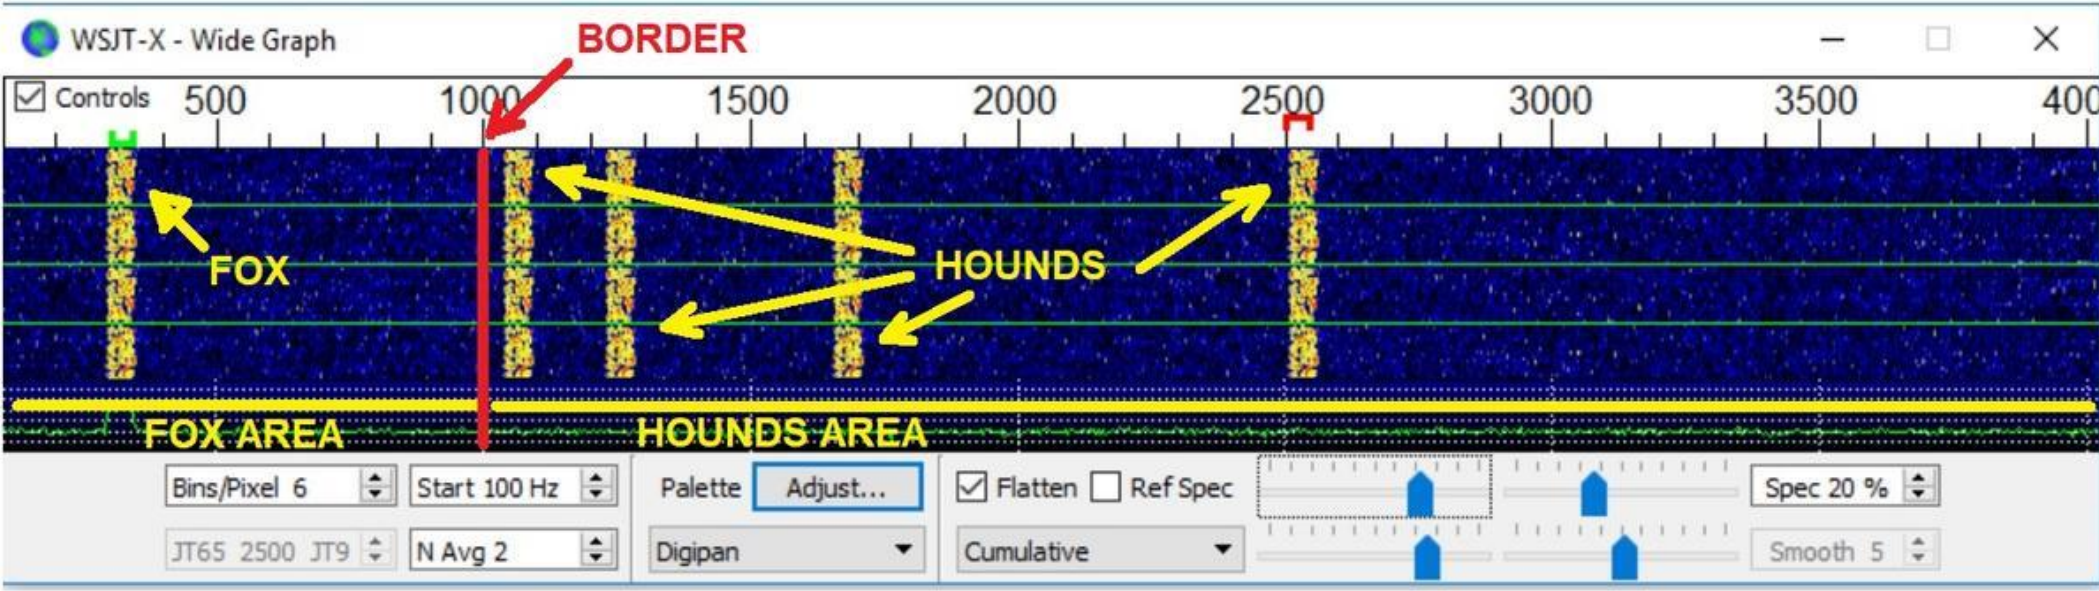 WSJT-X - Wide Graph
BORDER
Controls 500 1000 1500 2000 2500 3000 3500 400
FOX
HOUNDS
FOX AREA
HOUNDS AREA
Bins/Pixel 6 Start 100 Hz Palette Adjust... Flatten Ref Spec Spec 20 %
JT65 2500 JT9 N Avg 2 Digipan Cumulative Smooth 5